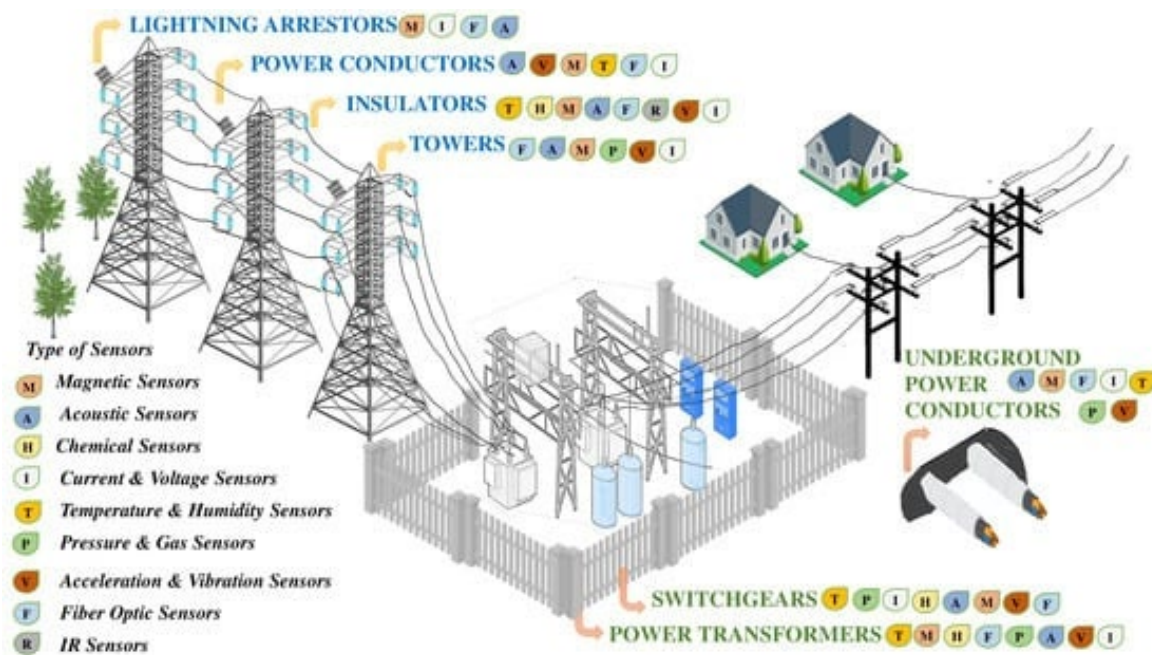 LIGHTNING ARRESTORS M I F A
POWER CONDUCTORS A V M T F I
INSULATORS T H M A F R V I
TOWERS F A M P V I
Type of Sensors
M Magnetic Sensors
A Acoustic Sensors
H Chemical Sensors
I Current & Voltage Sensors
T Temperature & Humidity Sensors
P Pressure & Gas Sensors
V Acceleration & Vibration Sensors
F Fiber Optic Sensors
R IR Sensors
UNDERGROUND
POWER A M F I T
CONDUCTORS P V
SWITCHGEARS T P I H A M V F
POWER TRANSFORMERS T M H F P A V I